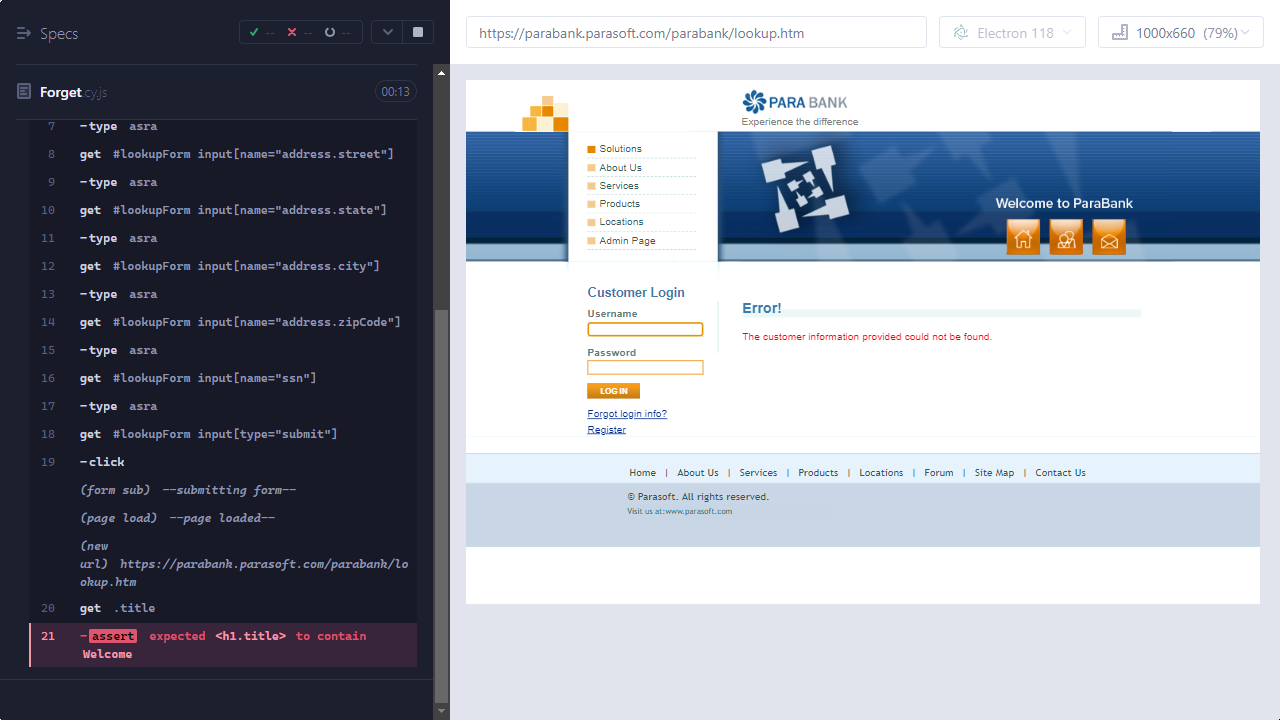 Specs
-- -- --
Forget.cy.js
00:13
7 -type asra
8 get #lookupForm input[name="address.street"]
9 -type asra
10 get #lookupForm input[name="address.state"]
11 -type asra
12 get #lookupForm input[name="address.city"]
13 -type asra
14 get #lookupForm input[name="address.zipCode"]
15 -type asra
16 get #lookupForm input[name="ssn"]
17 -type asra
18 get #lookupForm input[type="submit"]
19 -click
(form sub) --submitting form--
(page load) --page loaded--
(new
url) https://parabank.parasoft.com/parabank/lo
okup.htm
20 get .title
21 -assert expected <h1.title> to contain
Welcome
https://parabank.parasoft.com/parabank/lookup.htm
Electron 118
1000x660 (79%)
PARA BANK
Experience the difference
Solutions
About Us
Services
Products
Locations
Admin Page
Welcome to ParaBank
Customer Login
Username
Password
LOG IN
Forgot login info?
Register
Error!
The customer information provided could not be found.
Home | About Us | Services | Products | Locations | Forum | Site Map | Contact Us
© Parasoft. All rights reserved.
Visit us at:www.parasoft.com